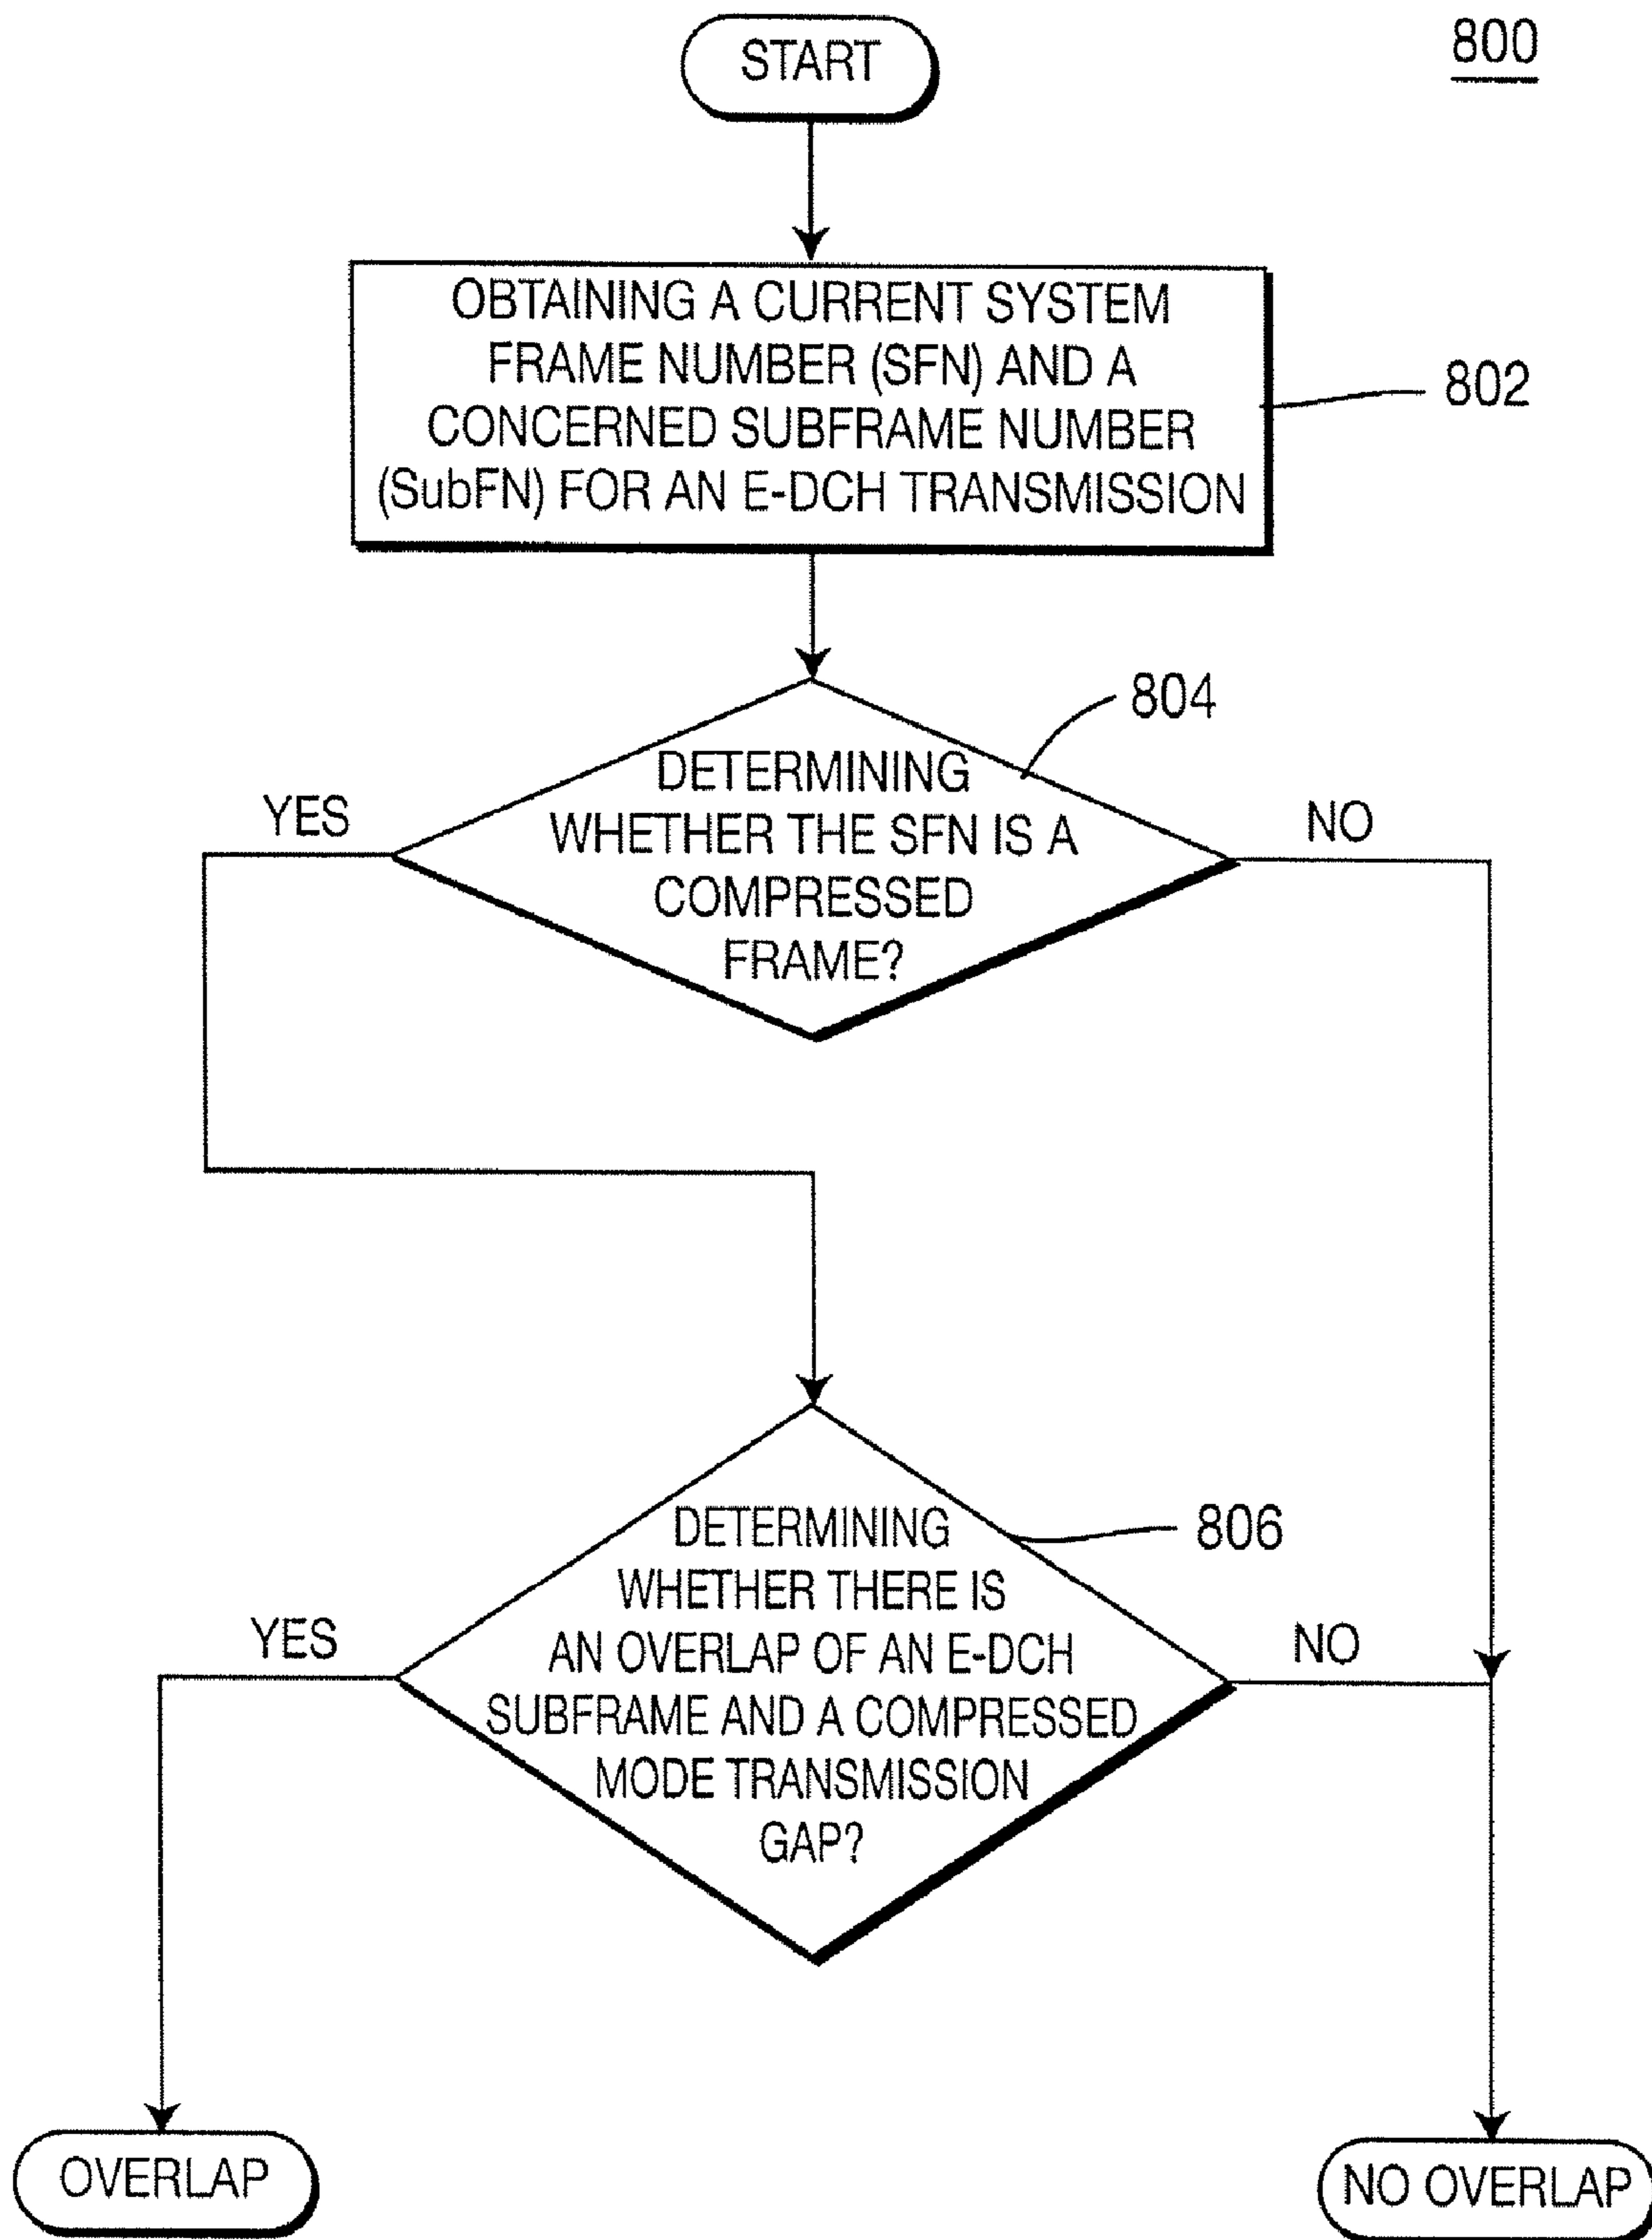 800
START
OBTAINING A CURRENT SYSTEM
FRAME NUMBER (SFN) AND A
CONCERNED SUBFRAME NUMBER
(SubFN) FOR AN E-DCH TRANSMISSION
802
804
DETERMINING
WHETHER THE SFN IS A
COMPRESSED
FRAME?
YES
NO
806
DETERMINING
WHETHER THERE IS
AN OVERLAP OF AN E-DCH
SUBFRAME AND A COMPRESSED
MODE TRANSMISSION
GAP?
YES
NO
OVERLAP
NO OVERLAP